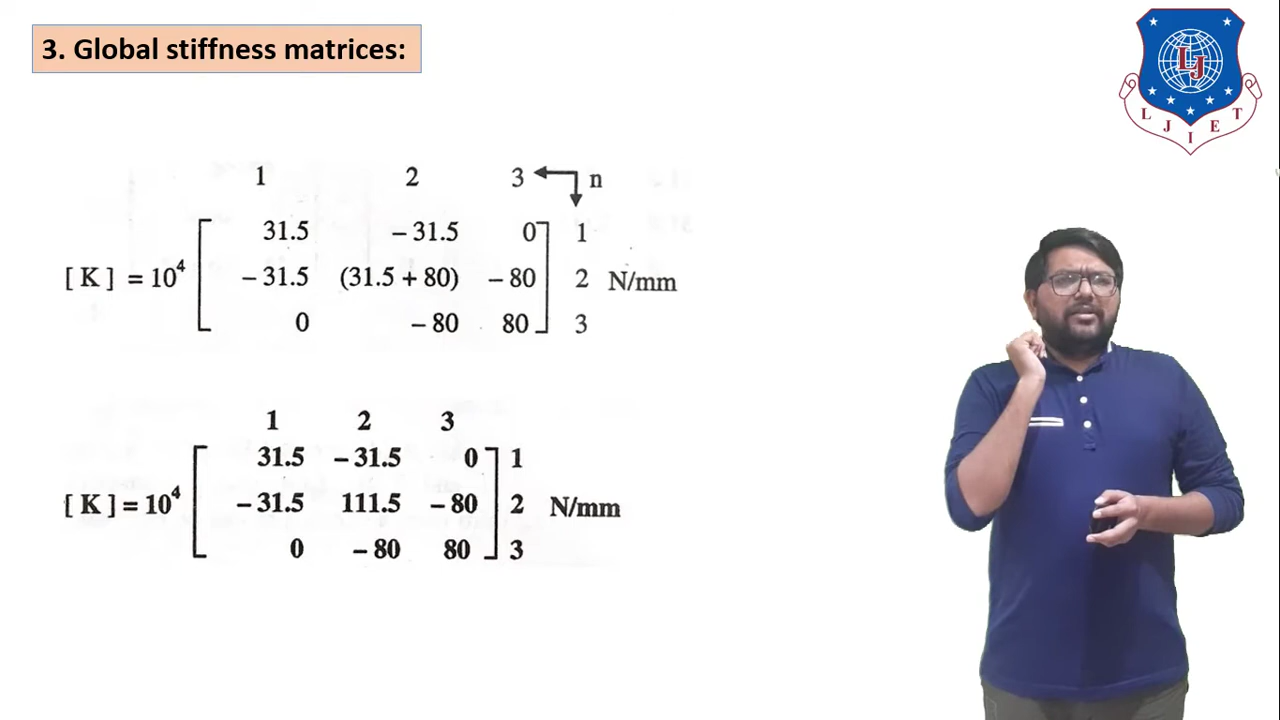 3. Global stiffness matrices:
L J I E T
LJ
1 2 3 n
31.5 – 31.5 0 1
[ K ] = 10⁴ – 31.5 (31.5 + 80) – 80 2 N/mm
0 – 80 80 3
1 2 3
31.5 – 31.5 0 1
[ K ] = 10⁴ – 31.5 111.5 – 80 2 N/mm
0 – 80 80 3